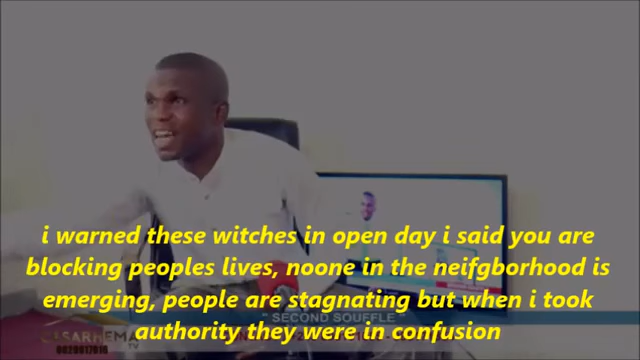 i warned these witches in open day i said you are
blocking peoples lives, noone in the neifgborhood is
emerging, people are stagnating but when i took
" SECOND SOUFFLE "
authority they were in confusion
TV